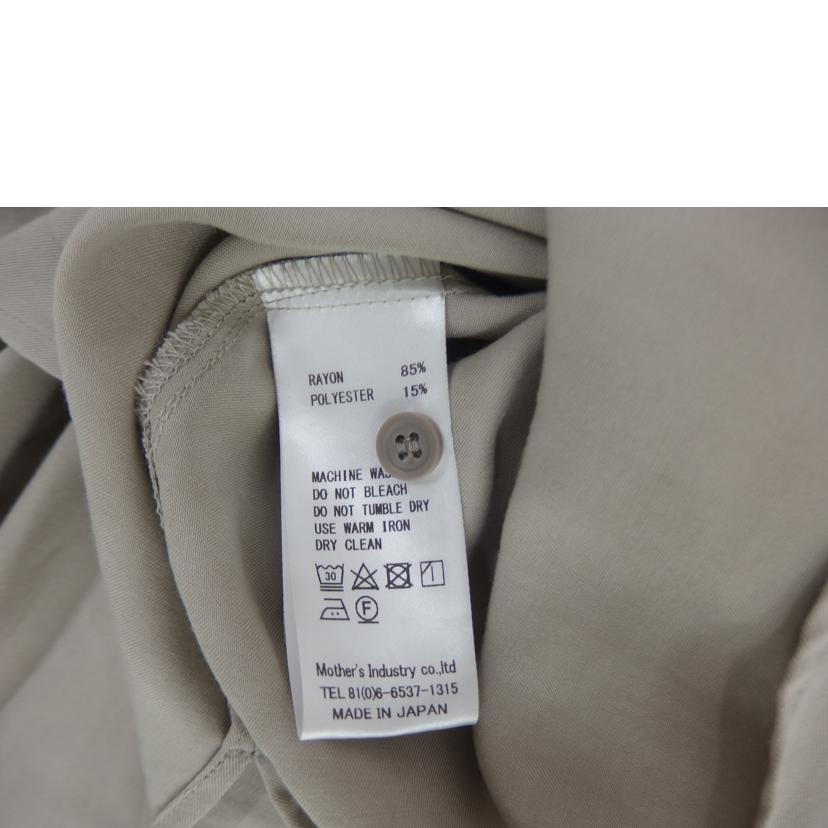 RAYON 85%
POLYESTER 15%
MACHINE
DO NOT BLEACH
DO NOT TUMBLE DRY
USE WARM IRON
DRY CLEAN
30
F
Mother's Industry co.,ltd
TEL 81(0)6-6537-1315
MADE IN JAPAN